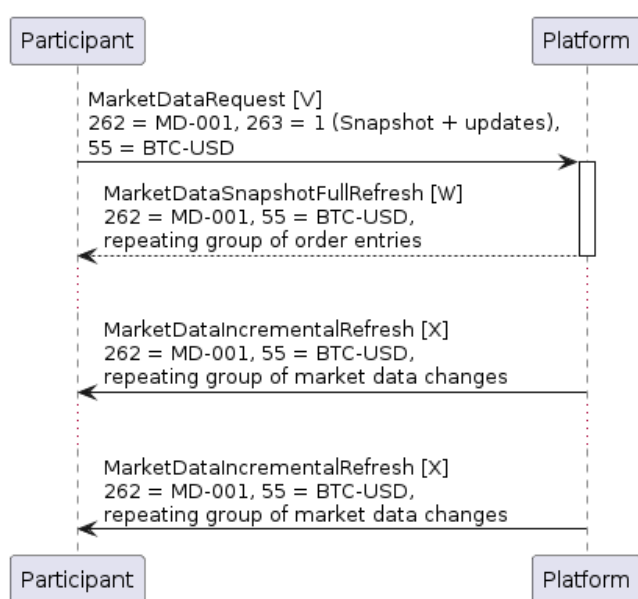 Participant
Platform
MarketDataRequest [V]
262 = MD-001, 263 = 1 (Snapshot + updates),
55 = BTC-USD
MarketDataSnapshotFullRefresh [W]
262 = MD-001, 55 = BTC-USD,
repeating group of order entries
MarketDataIncrementalRefresh [X]
262 = MD-001, 55 = BTC-USD,
repeating group of market data changes
MarketDataIncrementalRefresh [X]
262 = MD-001, 55 = BTC-USD,
repeating group of market data changes
Participant
Platform